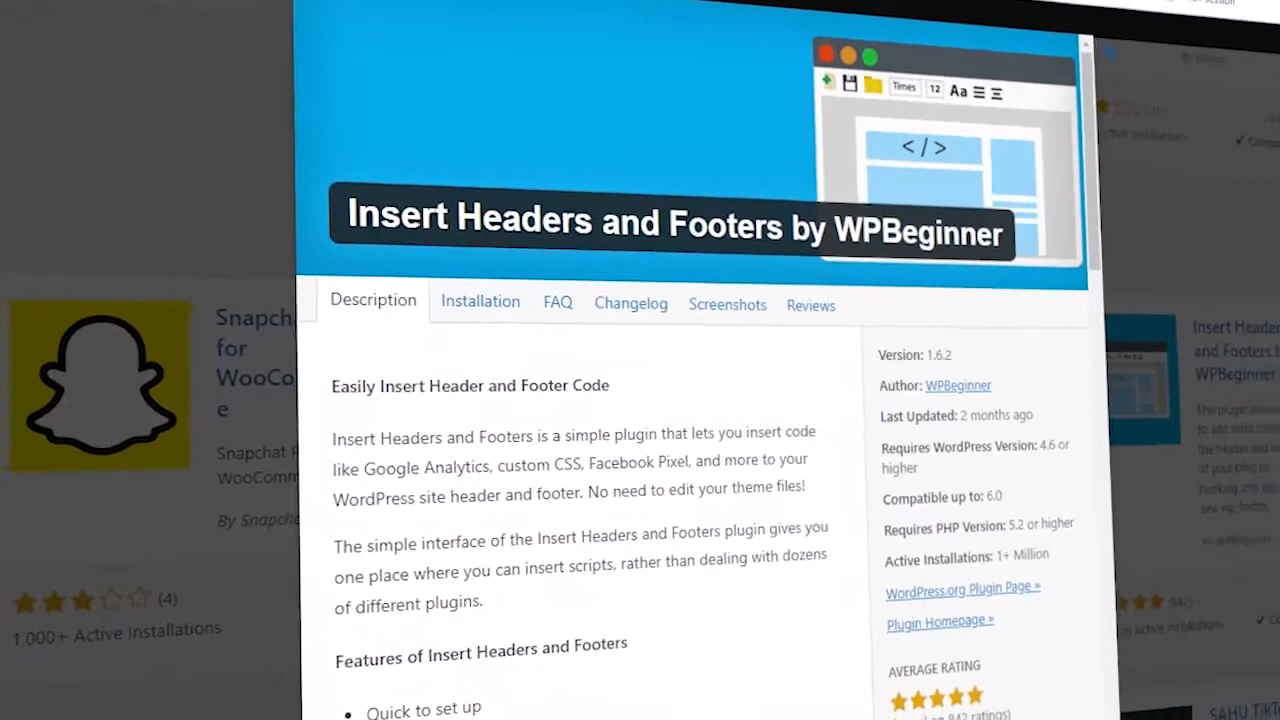 Times 12 Aa
</>
Insert Headers and Footers by WPBeginner
Description Installation FAQ Changelog Screenshots Reviews
Easily Insert Header and Footer Code
Insert Headers and Footers is a simple plugin that lets you insert code
like Google Analytics, custom CSS, Facebook Pixel, and more to your
WordPress site header and footer. No need to edit your theme files!
The simple interface of the Insert Headers and Footers plugin gives you
one place where you can insert scripts, rather than dealing with dozens
of different plugins.
Features of Insert Headers and Footers
Quick to set up
Version: 1.6.2
Author: WPBeginner
Last Updated: 2 months ago
Requires WordPress Version: 4.6 or
higher
Compatible up to: 6.0
Requires PHP Version: 5.2 or higher
Active Installations: 1+ Million
WordPress.org Plugin Page »
Plugin Homepage »
AVERAGE RATING
Snapch
for
WooCo
e
Snapchat
WooComm
By Snapch
(4)
1,000+ Active Installations
Insert Header
and Footers b
WPBeginner